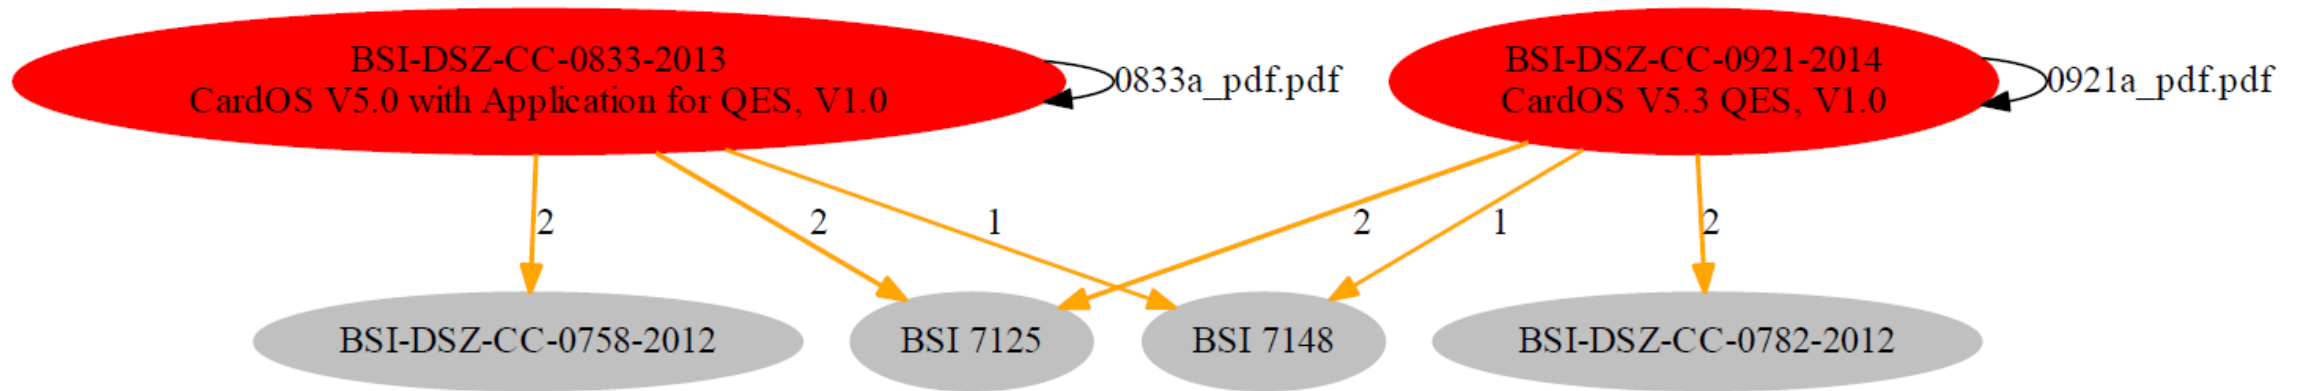 BSI-DSZ-CC-0833-2013
CardOS V5.0 with Application for QES, V1.0
0833a_pdf.pdf
BSI-DSZ-CC-0921-2014
CardOS V5.3 QES, V1.0
0921a_pdf.pdf
2
2
1
2
1
2
BSI-DSZ-CC-0758-2012
BSI 7125
BSI 7148
BSI-DSZ-CC-0782-2012